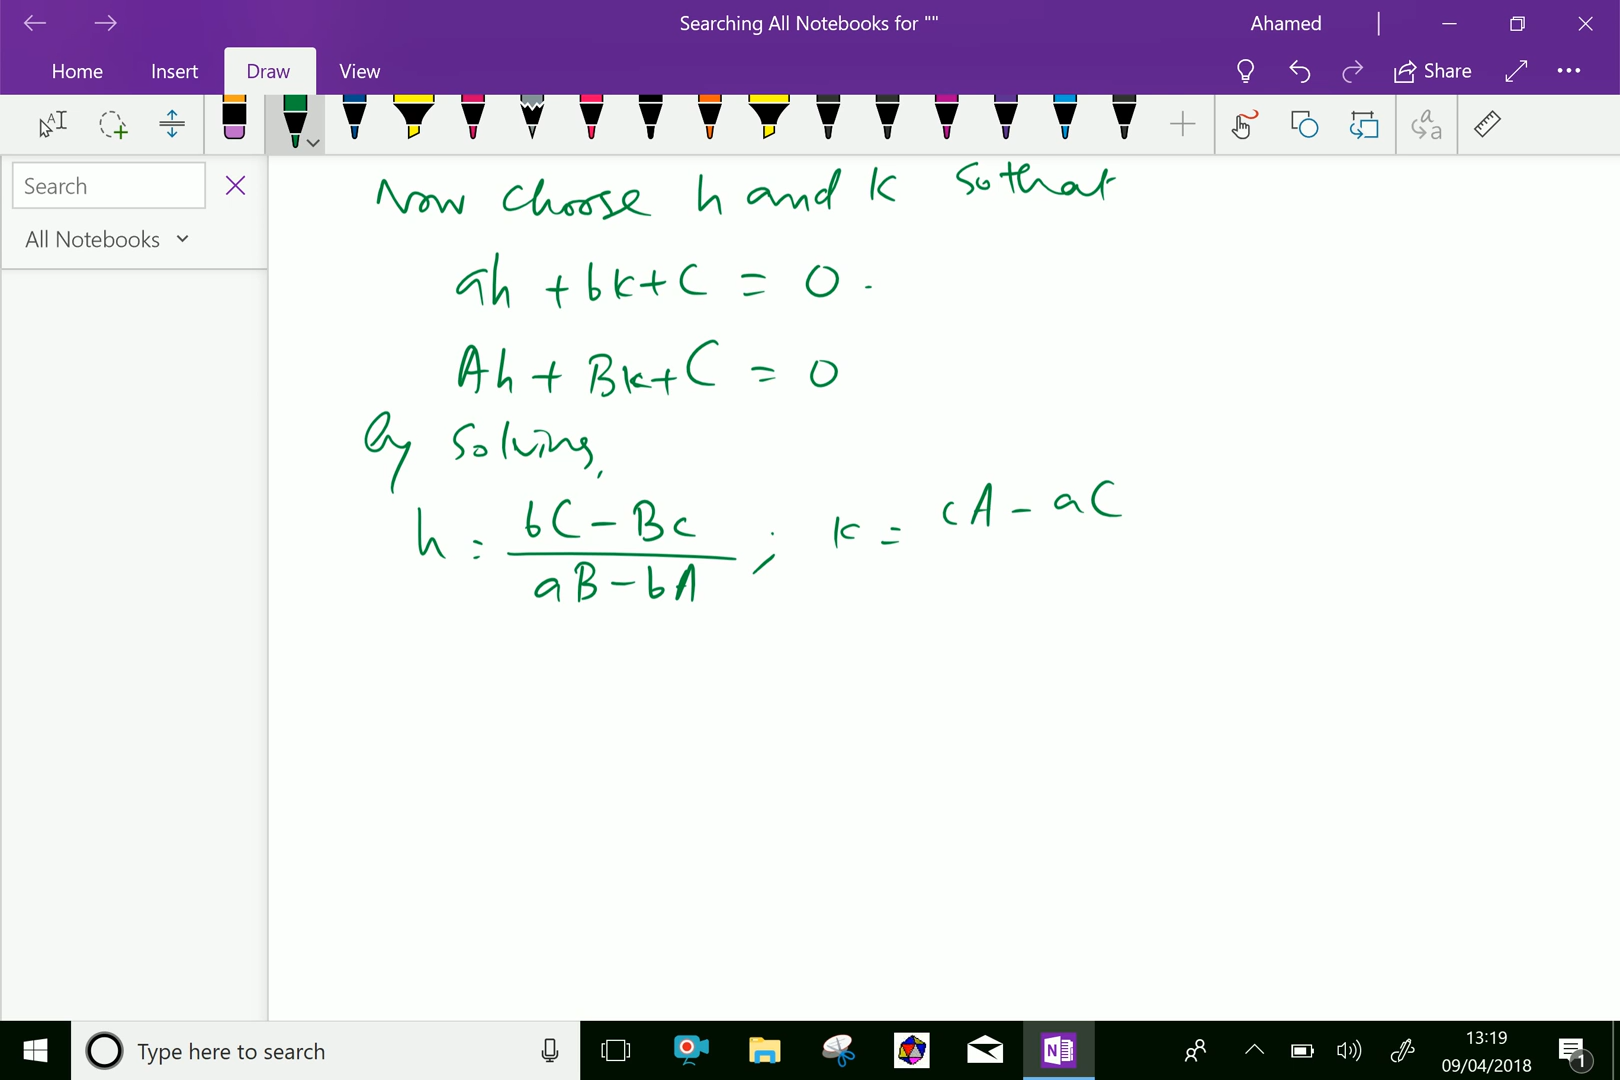 Searching All Notebooks for ""
Ahamed
Home Insert Draw View
Share
Search
All Notebooks
Now choose h and k so that
ah + bk + c = 0 .
Ah + Bk + C = 0
By solving,
h = \frac{bC - Bc}{aB - bA} ; k = cA - aC
Type here to search
13:19
09/04/2018
1